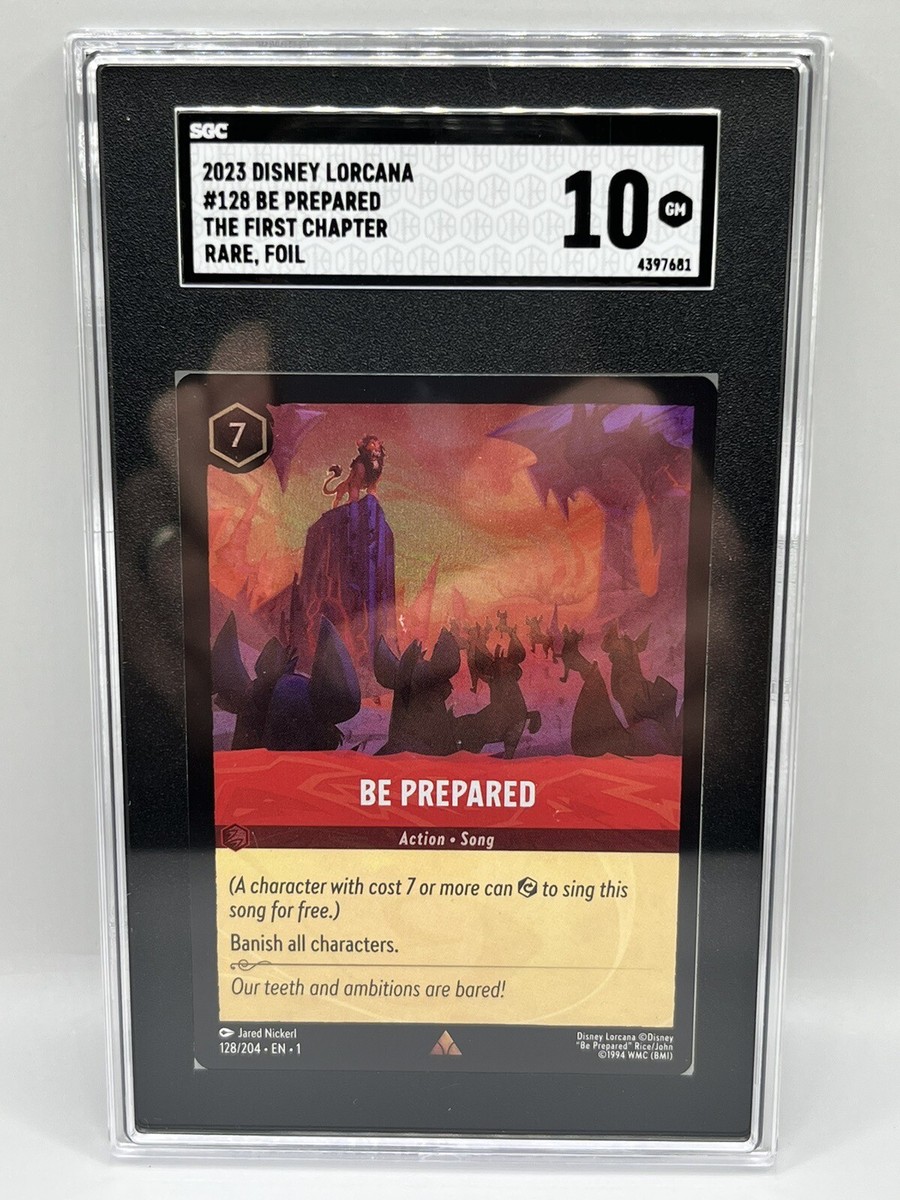 SGC
2023 DISNEY LORCANA
#128 BE PREPARED
THE FIRST CHAPTER
RARE, FOIL
10
GM
4397681
7
BE PREPARED
Action • Song
(A character with cost 7 or more can to sing this
song for free.)
Banish all characters.
Our teeth and ambitions are bared!
Jared Nickerl
128/204 • EN • 1
Disney Lorcana ©Disney
"Be Prepared" Rice/John
©1994 WMC (BMI)